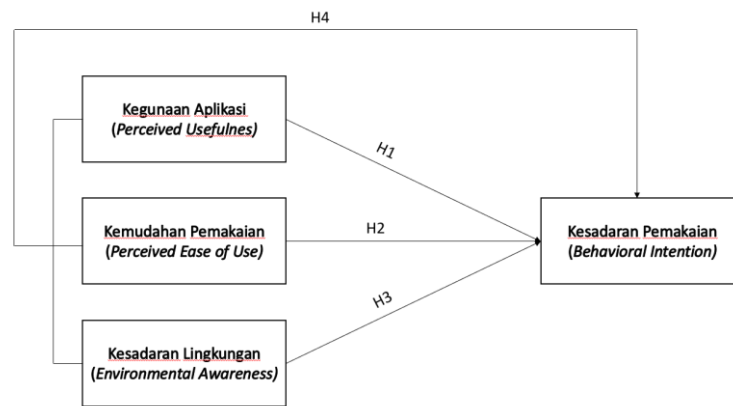 H4
Kegunaan Aplikasi
(Perceived Usefulnes)
H1
Kemudahan Pemakaian
(Perceived Ease of Use)
H2
Kesadaran Pemakaian
(Behavioral Intention)
H3
Kesadaran Lingkungan
(Environmental Awareness)